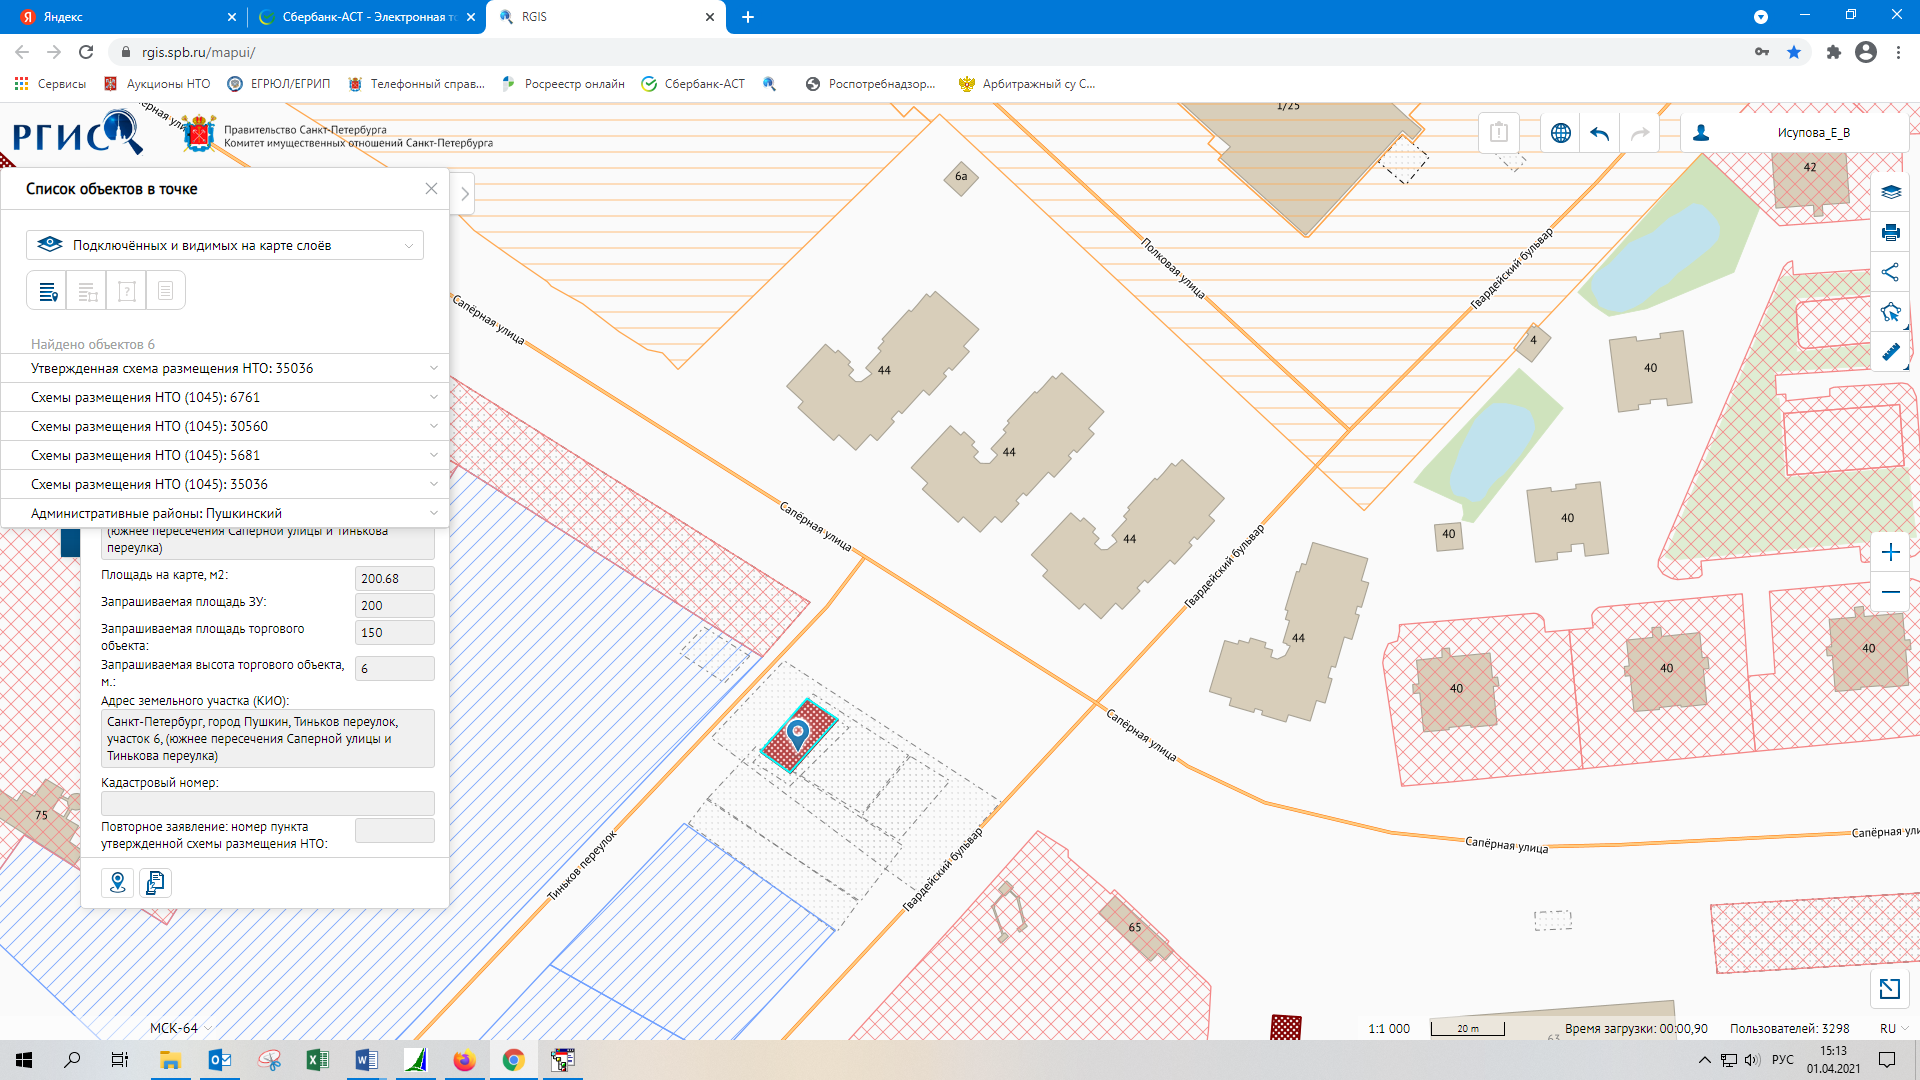 Яндекс
Сбербанк-АСТ - Электронная то
RGIS
rgis.spb.ru/mapui/
Сервисы
Аукционы НТО
ЕГРЮЛ/ЕГРИП
Телефонный справ...
Росреестр онлайн
Сбербанк-АСТ
Роспотребнадзор...
Арбитражный су С...
РГИС
Правительство Санкт-Петербурга
Комитет имущественных отношений Санкт-Петербурга
Исупова_Е_В
Список объектов в точке
Подключённых и видимых на карте слоёв
Найдено объектов 6
Утвержденная схема размещения НТО: 35036
Схемы размещения НТО (1045): 6761
Схемы размещения НТО (1045): 30560
Схемы размещения НТО (1045): 5681
Схемы размещения НТО (1045): 35036
Административные районы: Пушкинский
(южнее пересечения Саперной улицы и Тинькова
переулка)
Площадь на карте, м2:
200.68
Запрашиваемая площадь ЗУ:
200
Запрашиваемая площадь торгового
объекта:
150
Запрашиваемая высота торгового объекта,
м.:
6
Адрес земельного участка (КИО):
Санкт-Петербург, город Пушкин, Тиньков переулок,
участок 6, (южнее пересечения Саперной улицы и
Тинькова переулка)
Кадастровый номер:
Повторное заявление: номер пункта
утвержденной схемы размещения НТО:
1/25
6а
42
Полковая улица
Гвардейский бульвар
Сапёрная улица
4
40
44
44
44
44
40
40
Сапёрная улица
Гвардейский бульвар
40
40
40
Сапёрная улица
75
Тиньков переулок
Гвардейский бульвар
Сапёрная улица
Сапёрная ули
65
63
МСК-64
1:1 000
20 m
Время загрузки: 00:00,90
Пользователей: 3298
RU
РУС
15:13
01.04.2021